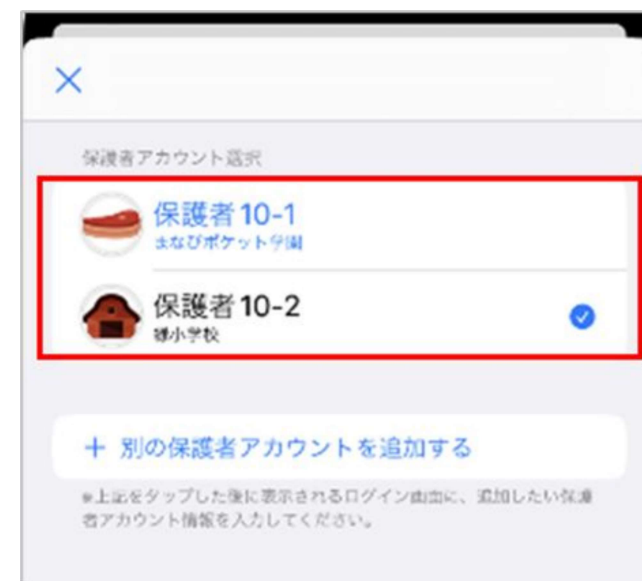 保護者アカウント選択
保護者10-1
まなびポケット学園
保護者10-2
小学校
＋ 別の保護者アカウントを追加する
※上記をタップした後に表示されるログイン画面に、追加したい保護
者アカウント情報を入力してください。